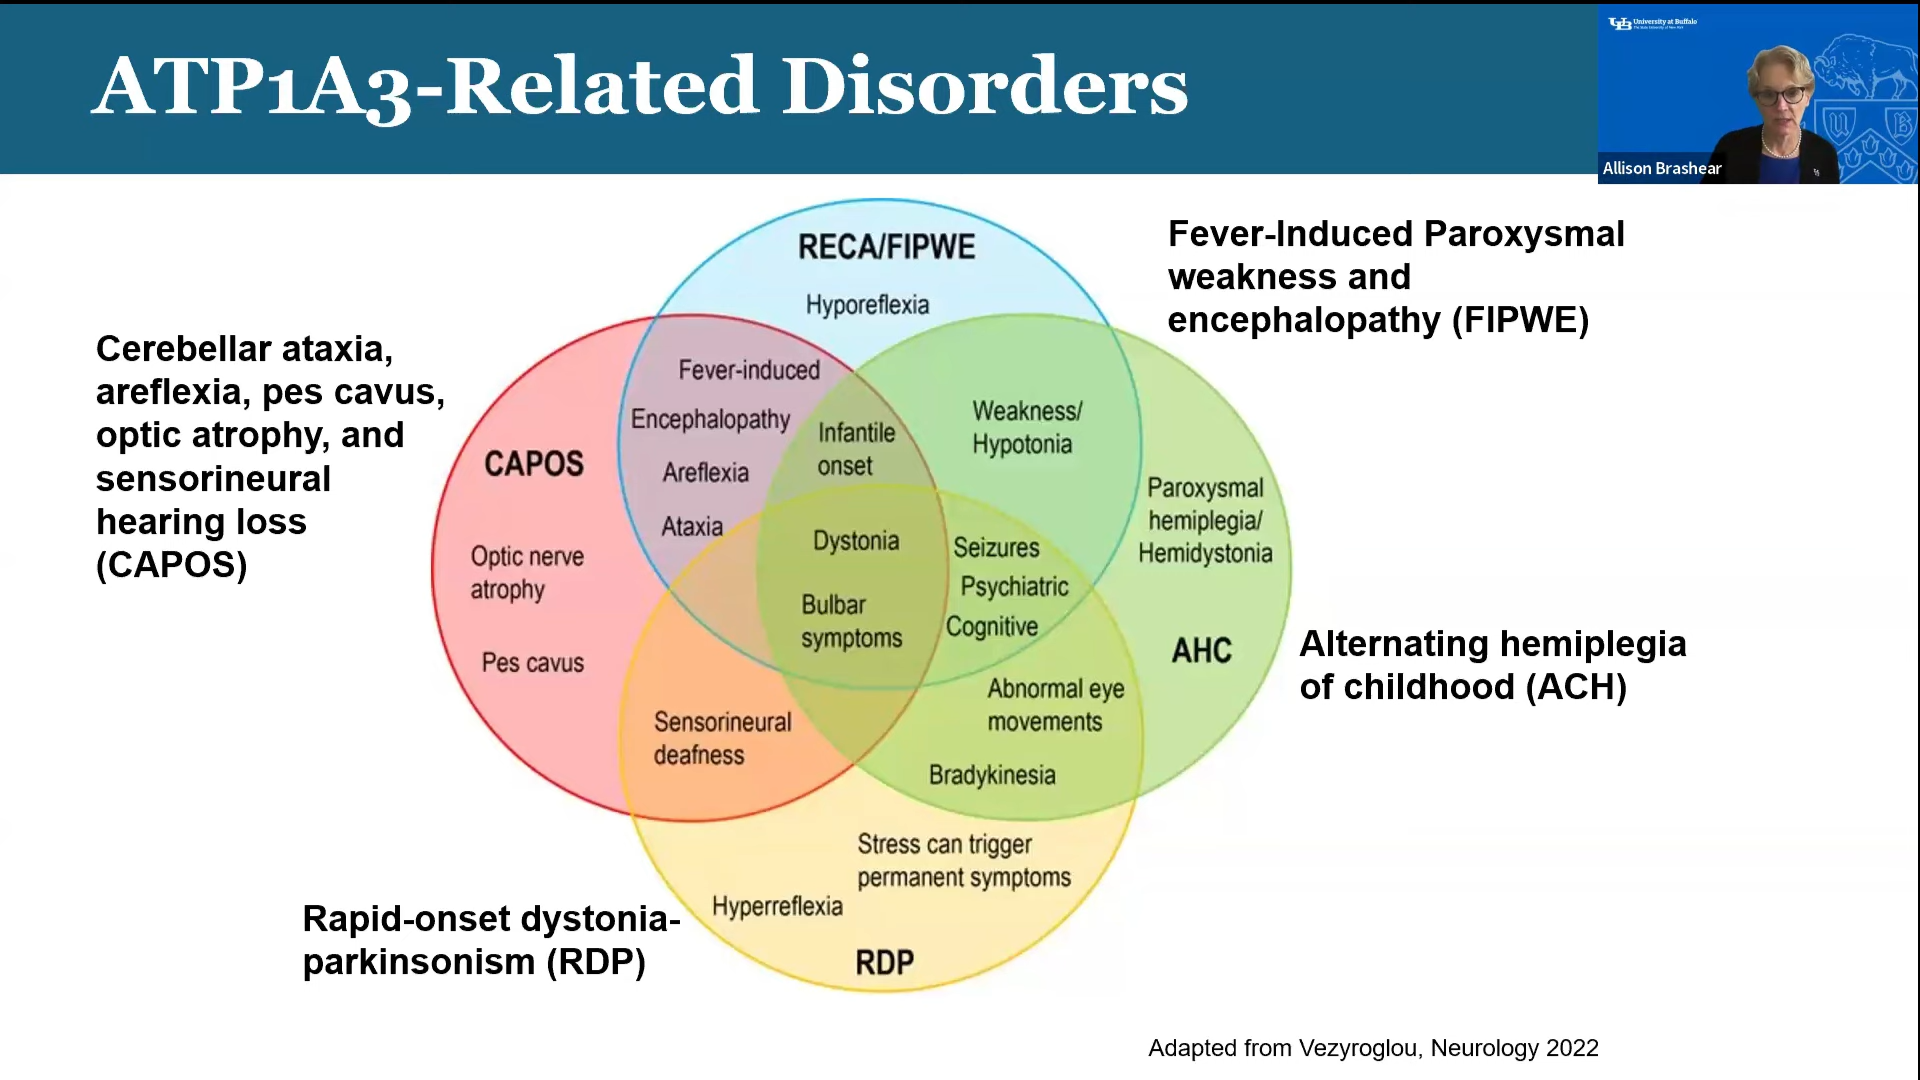 ATP1A3-Related Disorders
University at Buffalo
Allison Brashear
U B
RECA/FIPWE
Hyporeflexia
Fever-Induced Paroxysmal
weakness and
encephalopathy (FIPWE)
Cerebellar ataxia,
areflexia, pes cavus,
optic atrophy, and
sensorineural
hearing loss
(CAPOS)
CAPOS
Optic nerve
atrophy
Pes cavus
Fever-induced
Encephalopathy
Areflexia
Ataxia
Infantile
onset
Weakness/
Hypotonia
Paroxysmal
hemiplegia/
Hemidystonia
AHC
Dystonia
Bulbar
symptoms
Seizures
Psychiatric
Cognitive
Alternating hemiplegia
of childhood (ACH)
Abnormal eye
movements
Bradykinesia
Sensorineural
deafness
Stress can trigger
permanent symptoms
Hyperreflexia
RDP
Rapid-onset dystonia-
parkinsonism (RDP)
Adapted from Vezyroglou, Neurology 2022